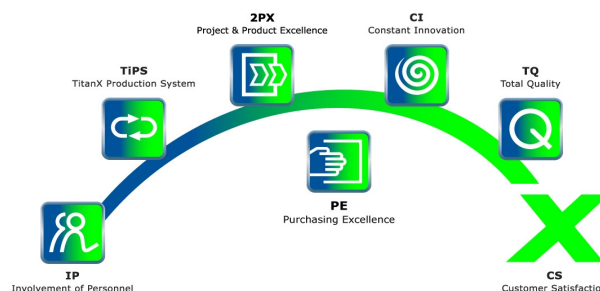 2PX
Project & Product Excellence
CI
Constant Innovation
TiPS
TitanX Production System
TQ
Total Quality
PE
Purchasing Excellence
IP
Involvement of Personnel
CS
Customer Satisfactio